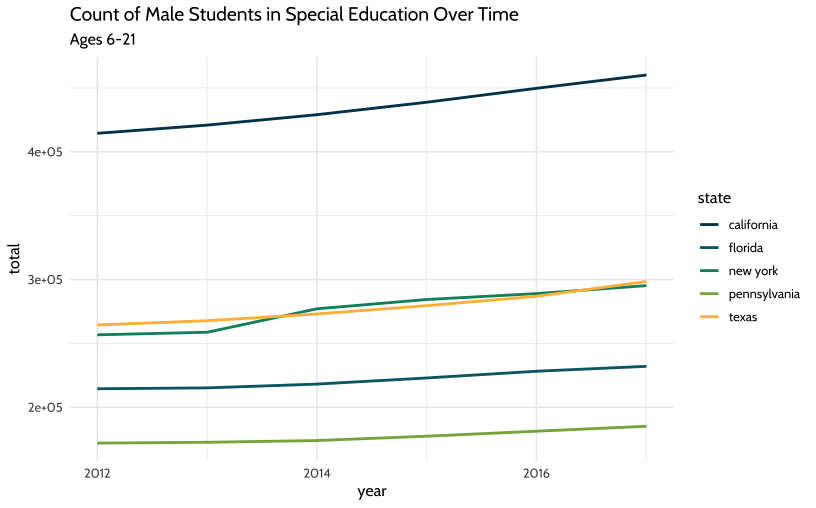 Count of Male Students in Special Education Over Time
Ages 6-21
total
4e+05
3e+05
2e+05
2012
2014
2016
year
state
california
florida
new york
pennsylvania
texas